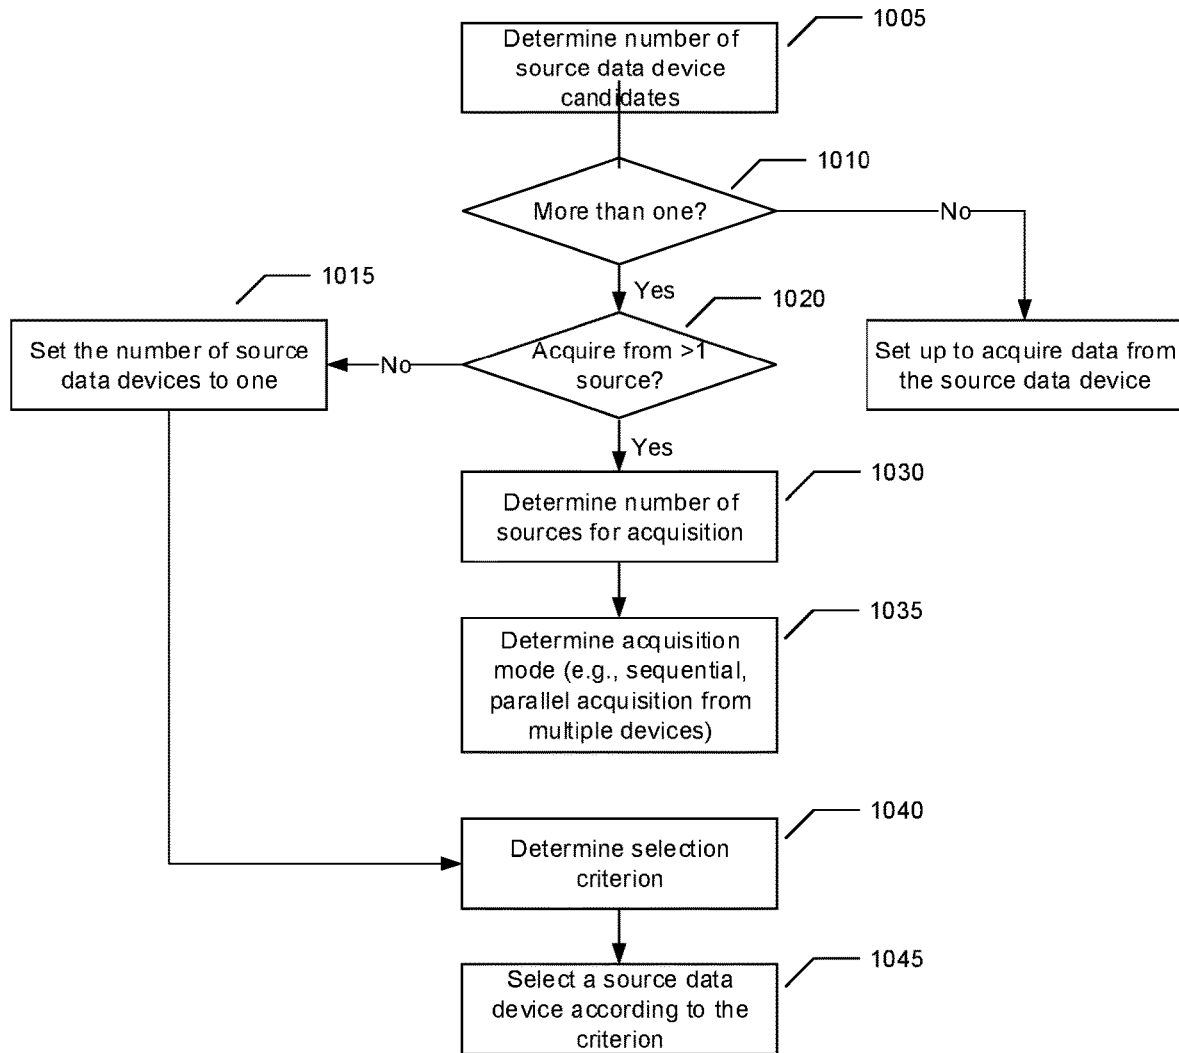 Determine number of
source data device
candidates
1005
More than one?
1010
No
Yes
1015
1020
Set the number of source
data devices to one
No
Acquire from >1
source?
Set up to acquire data from
the source data device
Yes
Determine number of
sources for acquisition
1030
Determine acquisition
mode (e.g., sequential,
parallel acquisition from
multiple devices)
1035
Determine selection
criterion
1040
Select a source data
device according to the
criterion
1045